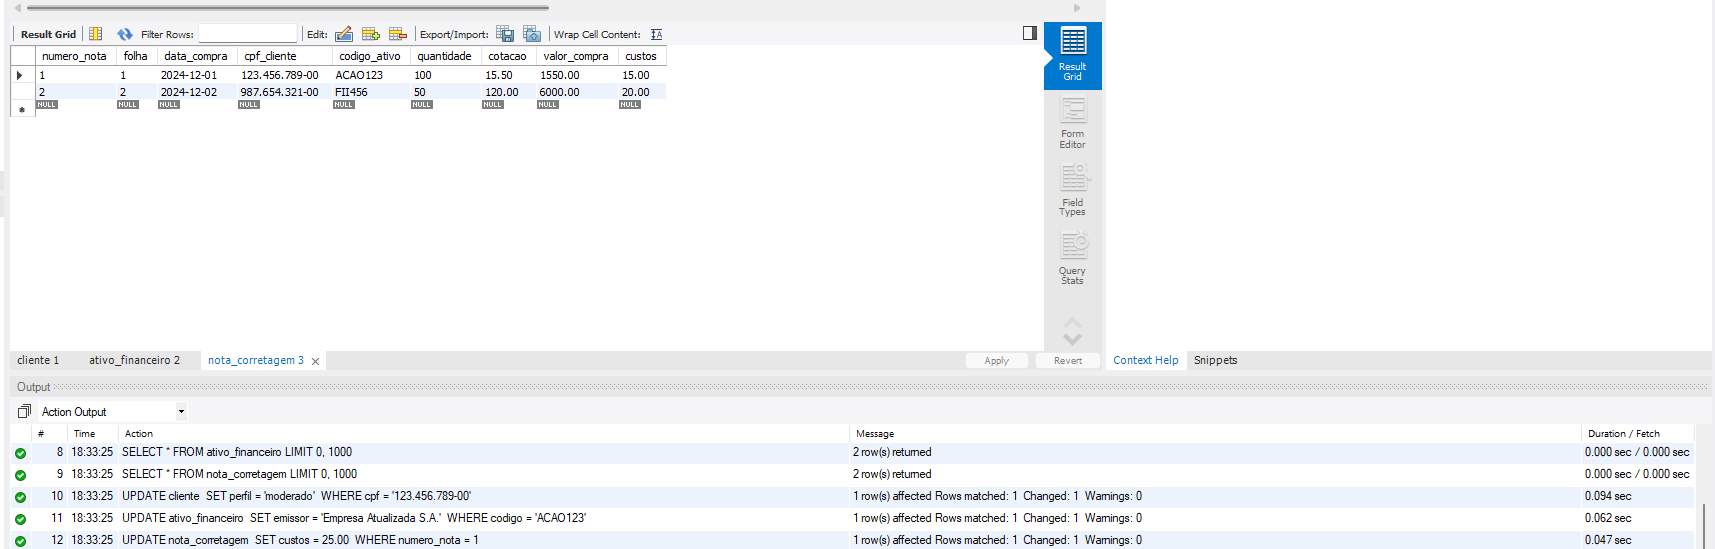 Result Grid Filter Rows: Edit: Export/Import: Wrap Cell Content:
numero_nota folha data_compra cpf_cliente codigo_ativo quantidade cotacao valor_compra custos
1 1 2024-12-01 123.456.789-00 ACAO123 100 15.50 1550.00 15.00
2 2 2024-12-02 987.654.321-00 FII456 50 120.00 6000.00 20.00
NULL NULL NULL NULL NULL NULL NULL NULL NULL
Result
Grid
Form
Editor
Field
Types
Query
Stats
cliente 1 ativo_financeiro 2 nota_corretagem 3 Apply Revert Context Help Snippets
Output
Action Output
# Time Action Message Duration / Fetch
8 18:33:25 SELECT * FROM ativo_financeiro LIMIT 0, 1000 2 row(s) returned 0.000 sec / 0.000 sec
9 18:33:25 SELECT * FROM nota_corretagem LIMIT 0, 1000 2 row(s) returned 0.000 sec / 0.000 sec
10 18:33:25 UPDATE cliente SET perfil = 'moderado' WHERE cpf = '123.456.789-00' 1 row(s) affected Rows matched: 1 Changed: 1 Warnings: 0 0.094 sec
11 18:33:25 UPDATE ativo_financeiro SET emissor = 'Empresa Atualizada S.A.' WHERE codigo = 'ACAO123' 1 row(s) affected Rows matched: 1 Changed: 1 Warnings: 0 0.062 sec
12 18:33:25 UPDATE nota_corretagem SET custos = 25.00 WHERE numero_nota = 1 1 row(s) affected Rows matched: 1 Changed: 1 Warnings: 0 0.047 sec